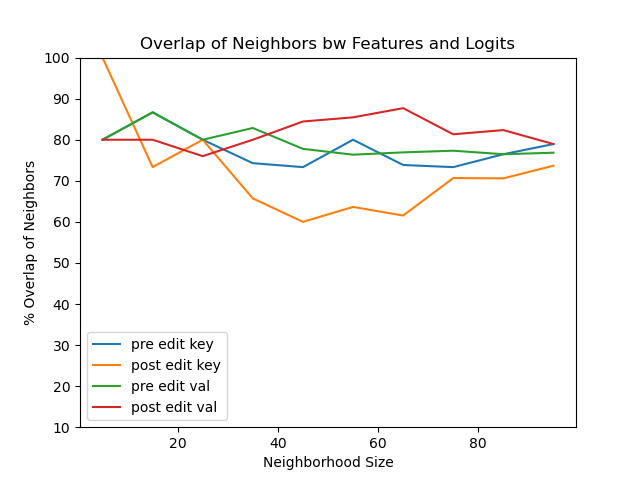 Overlap of Neighbors bw Features and Logits
100
90
80
70
60
50
40
30
20
10
% Overlap of Neighbors
pre edit key
post edit key
pre edit val
post edit val
20 40 60 80
Neighborhood Size